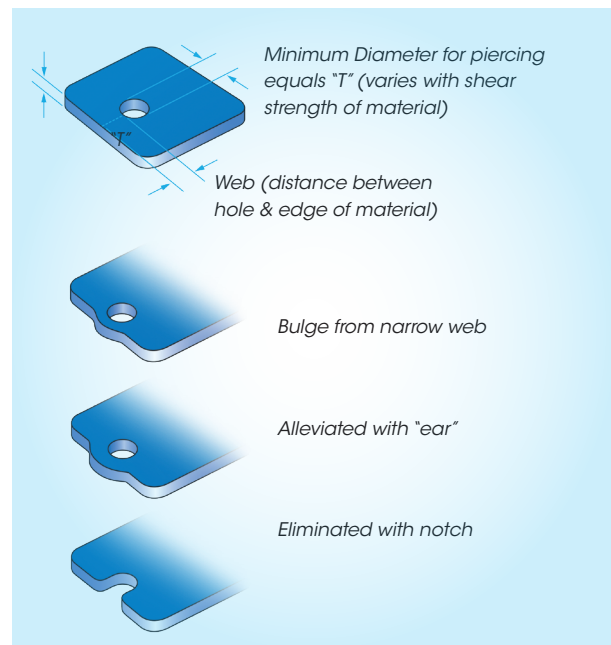 Minimum Diameter for piercing
equals “T” (varies with shear
strength of material)
“T”
Web (distance between
hole & edge of material)
Bulge from narrow web
Alleviated with “ear”
Eliminated with notch